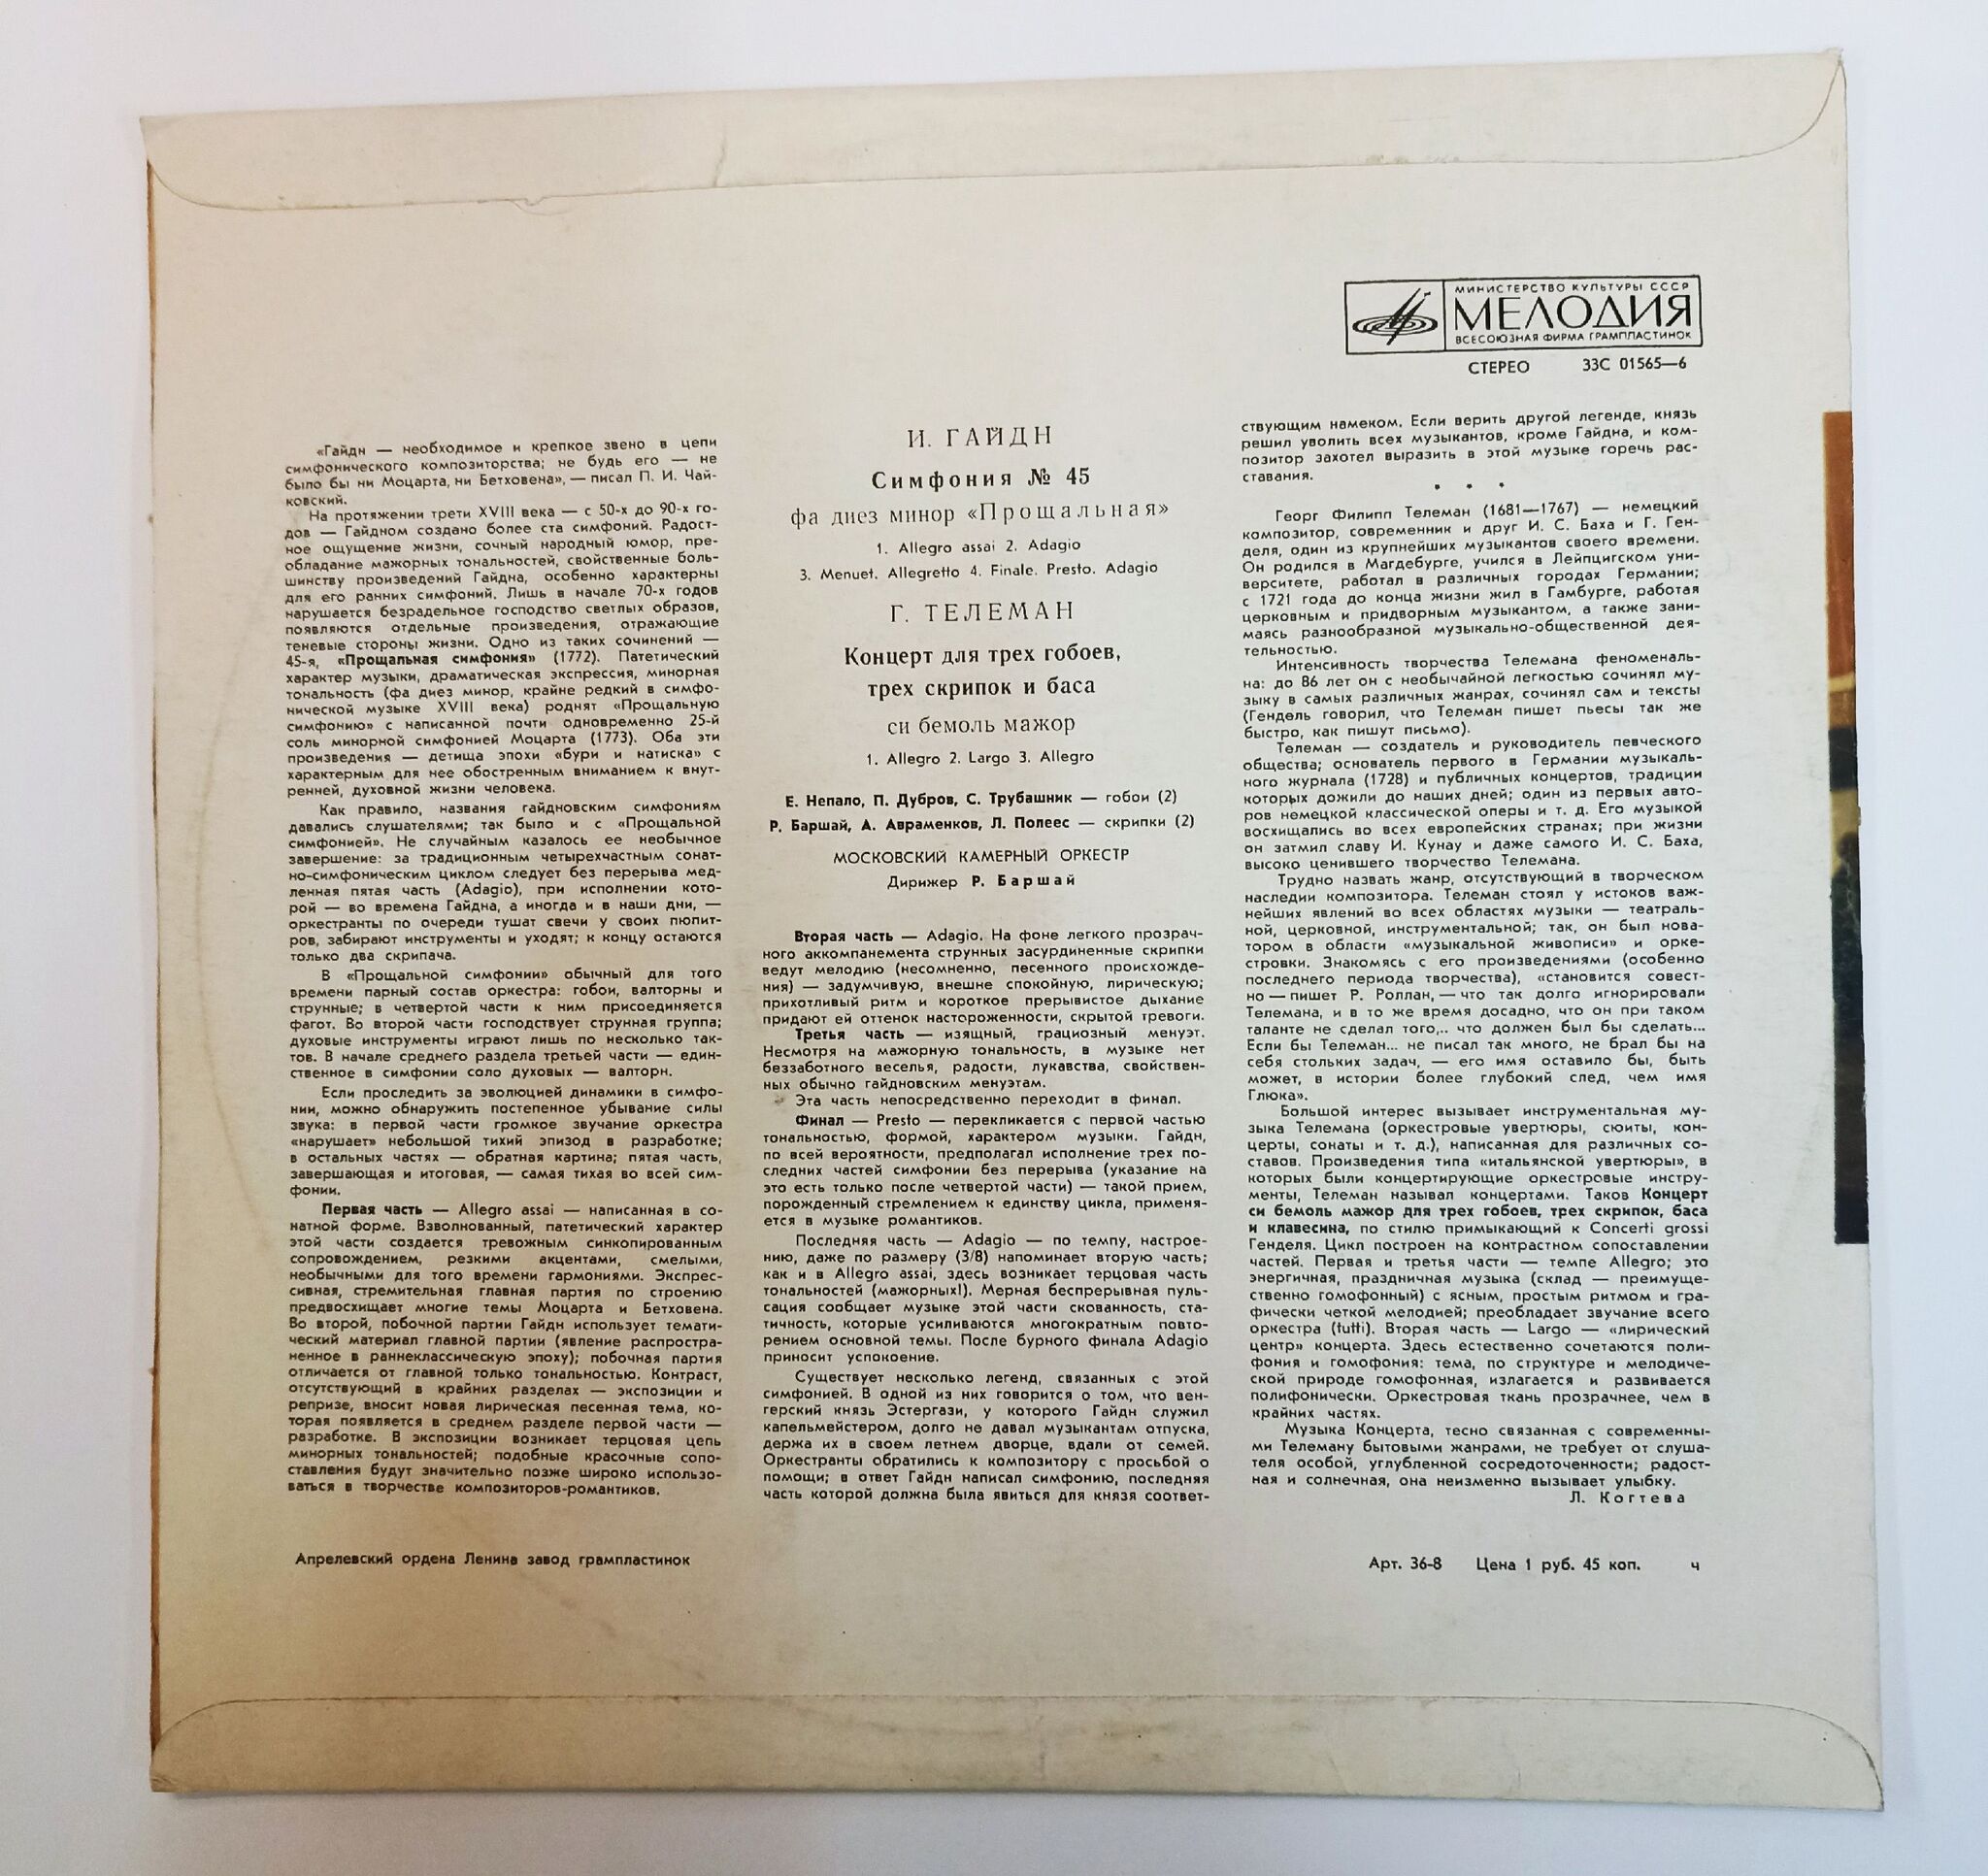 МИНИСТЕРСТВО КУЛЬТУРЫ СССР
МЕЛОДИЯ
ВСЕСОЮЗНАЯ ФИРМА ГРАМПЛАСТИНОК
СТЕРЕО 33С 01565—6
«Гайдн — необходимое и крепкое звено в цепи
симфонического композиторства; не будь его — не
было бы ни Моцарта, ни Бетховена», — писал П. И. Чай-
ковский.
На протяжении трети XVIII века — с 50-х до 90-х го-
дов — Гайдном создано более ста симфоний. Радост-
ное ощущение жизни, сочный народный юмор, пре-
обладание мажорных тональностей, свойственные боль-
шинству произведений Гайдна, особенно характерны
для его ранних симфоний. Лишь в начале 70-х годов
нарушается безраздельное господство светлых образов,
появляются отдельные произведения, отражающие
теневые стороны жизни. Одно из таких сочинений —
45-я, «Прощальная симфония» (1772). Патетический
характер музыки, драматическая экспрессия, минорная
тональность (фа диез минор, крайне редкий в симфо-
нической музыке XVIII века) роднят «Прощальную
симфонию» с написанной почти одновременно 25-й
соль минорной симфонией Моцарта (1773). Оба эти
произведения — детища эпохи «бури и натиска» с
характерным для нее обостренным вниманием к внут-
ренней, духовной жизни человека.
Как правило, названия гайдновским симфониям
давались слушателями; так было и с «Прощальной
симфонией». Не случайным казалось ее необычное
завершение: за традиционным четырехчастным сонат-
но-симфоническим циклом следует без перерыва мед-
ленная пятая часть (Adagio), при исполнении кото-
рой — во времена Гайдна, а иногда и в наши дни, —
оркестранты по очереди тушат свечи у своих пюпит-
ров, забирают инструменты и уходят; к концу остаются
только два скрипача.
В «Прощальной симфонии» обычный для того
времени парный состав оркестра: гобои, валторны и
струнные; в четвертой части к ним присоединяется
фагот. Во второй части господствует струнная группа;
духовые инструменты играют лишь по несколько так-
тов. В начале среднего раздела третьей части — един-
ственное в симфонии соло духовых — валторн.
Если проследить за эволюцией динамики в симфо-
нии, можно обнаружить постепенное убывание силы
звука: в первой части громкое звучание оркестра
«нарушает» небольшой тихий эпизод в разработке;
в остальных частях — обратная картина; пятая часть,
завершающая и итоговая, — самая тихая во всей сим-
фонии.
Первая часть — Allegro assai — написанная в со-
натной форме. Взволнованный, патетический характер
этой части создается тревожным синкопированным
сопровождением, резкими акцентами, смелыми,
необычными для того времени гармониями. Экспрес-
сивная, стремительная главная партия по строению
предвосхищает многие темы Моцарта и Бетховена.
Во второй, побочной партии Гайдн использует темати-
ческий материал главной партии (явление распростра-
ненное в раннеклассическую эпоху); побочная партия
отличается от главной только тональностью. Контраст,
отсутствующий в крайних разделах — экспозиции и
репризе, вносит новая лирическая песенная тема, ко-
торая появляется в среднем разделе первой части —
разработке. В экспозиции возникает терцовая цепь
минорных тональностей; подобные красочные сопо-
ставления будут значительно позже широко использо-
ваться в творчестве композиторов-романтиков.
И. ГАЙДН
Симфония № 45
фа диез минор «Прощальная»
1. Allegro assai 2. Adagio
3. Menuet. Allegretto 4. Finale. Presto. Adagio
Г. ТЕЛЕМАН
Концерт для трех гобоев,
трех скрипок и баса
си бемоль мажор
1. Allegro 2. Largo 3. Allegro
Е. Непало, П. Дубров, С. Трубашник — гобои (2)
Р. Баршай, А. Авраменков, Л. Полеес — скрипки (2)
МОСКОВСКИЙ КАМЕРНЫЙ ОРКЕСТР
Дирижер Р. Баршай
Вторая часть — Adagio. На фоне легкого прозрач-
ного аккомпанемента струнных засурдиненные скрипки
ведут мелодию (несомненно, песенного происхожде-
ния) — задумчивую, внешне спокойную, лирическую;
прихотливый ритм и короткое прерывистое дыхание
придают ей оттенок настороженности, скрытой тревоги.
Третья часть — изящный, грациозный менуэт.
Несмотря на мажорную тональность, в музыке нет
беззаботного веселья, радости, лукавства, свойствен-
ных обычно гайдновским менуэтам.
Эта часть непосредственно переходит в финал.
Финал — Presto — перекликается с первой частью
тональностью, формой, характером музыки. Гайдн,
по всей вероятности, предполагал исполнение трех по-
следних частей симфонии без перерыва (указание на
это есть только после четвертой части) — такой прием,
порожденный стремлением к единству цикла, применя-
ется в музыке романтиков.
Последняя часть — Adagio — по темпу, настрое-
нию, даже по размеру (3/8) напоминает вторую часть;
как и в Allegro assai, здесь возникает терцовая часть
тональностей (мажорных!). Мерная беспрерывная пуль-
сация сообщает музыке этой части скованность, ста-
тичность, которые усиливаются многократным повто-
рением основной темы. После бурного финала Adagio
приносит успокоение.
Существует несколько легенд, связанных с этой
симфонией. В одной из них говорится о том, что вен-
герский князь Эстергази, у которого Гайдн служил
капельмейстером, долго не давал музыкантам отпуска,
держа их в своем летнем дворце, вдали от семей.
Оркестранты обратились к композитору с просьбой о
помощи; в ответ Гайдн написал симфонию, последняя
часть которой должна была явиться для князя соответ-
ствующим намеком. Если верить другой легенде, князь
решил уволить всех музыкантов, кроме Гайдна, и ком-
позитор захотел выразить в этой музыке горечь рас-
ставания.
• • •
Георг Филипп Телеман (1681—1767) — немецкий
композитор, современник и друг И. С. Баха и Г. Ген-
деля, один из крупнейших музыкантов своего времени.
Он родился в Магдебурге, учился в Лейпцигском уни-
верситете, работал в различных городах Германии;
с 1721 года до конца жизни жил в Гамбурге, работая
церковным и придворным музыкантом, а также зани-
маясь разнообразной музыкально-общественной дея-
тельностью.
Интенсивность творчества Телемана феноменаль-
на: до 86 лет он с необычайной легкостью сочинял му-
зыку в самых различных жанрах, сочинял сам и тексты
(Гендель говорил, что Телеман пишет пьесы так же
быстро, как пишут письмо).
Телеман — создатель и руководитель певческого
общества; основатель первого в Германии музыкаль-
ного журнала (1728) и публичных концертов, традиции
которых дожили до наших дней; один из первых авто-
ров немецкой классической оперы и т. д. Его музыкой
восхищались во всех европейских странах; при жизни
он затмил славу И. Кунау и даже самого И. С. Баха,
высоко ценившего творчество Телемана.
Трудно назвать жанр, отсутствующий в творческом
наследии композитора. Телеман стоял у истоков важ-
нейших явлений во всех областях музыки — театраль-
ной, церковной, инструментальной; так, он был нова-
тором в области «музыкальной живописи» и орке-
стровки. Знакомясь с его произведениями (особенно
последнего периода творчества), «становится совест-
но — пишет Р. Роллан, — что так долго игнорировали
Телемана, и в то же время досадно, что он при таком
таланте не сделал того,.. что должен был бы сделать...
Если бы Телеман... не писал так много, не брал бы на
себя стольких задач, — его имя оставило бы, быть
может, в истории более глубокий след, чем имя
Глюка».
Большой интерес вызывает инструментальная му-
зыка Телемана (оркестровые увертюры, сюиты, кон-
церты, сонаты и т. д.), написанная для различных со-
ставов. Произведения типа «итальянской увертюры», в
которых были концертирующие оркестровые инстру-
менты, Телеман называл концертами. Таков Концерт
си бемоль мажор для трех гобоев, трех скрипок, баса
и клавесина, по стилю примыкающий к Concerti grossi
Генделя. Цикл построен на контрастном сопоставлении
частей. Первая и третья части — темпе Allegro; это
энергичная, праздничная музыка (склад — преимуще-
ственно гомофонный) с ясным, простым ритмом и гра-
фически четкой мелодией; преобладает звучание всего
оркестра (tutti). Вторая часть — Largo — «лирический
центр» концерта. Здесь естественно сочетаются поли-
фония и гомофония: тема, по структуре и мелодиче-
ской природе гомофонная, излагается и развивается
полифонически. Оркестровая ткань прозрачнее, чем в
крайних частях.
Музыка Концерта, тесно связанная с современны-
ми Телеману бытовыми жанрами, не требует от слуша-
теля особой, углубленной сосредоточенности; радост-
ная и солнечная, она неизменно вызывает улыбку.
Л. Когтева
Апрелевский ордена Ленина завод грампластинок
Арт. 36-8 Цена 1 руб. 45 коп. ч